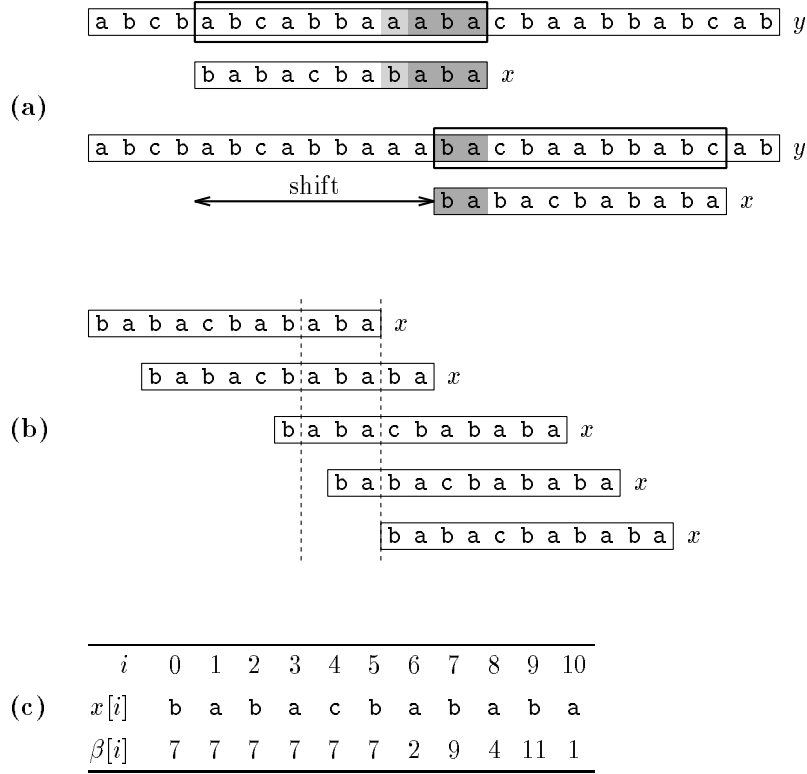 a b c b a b c a b b a a a b a c b a a b b a b c a b y
b a b a c b a b a b a x
(a)
a b c b a b c a b b a a a b a c b a a b b a b c a b y
shift
b a b a c b a b a b a x
b a b a c b a b a b a x
b a b a c b a b a b a x
(b) b a b a c b a b a b a x
b a b a c b a b a b a x
b a b a c b a b a b a x
i 0 1 2 3 4 5 6 7 8 9 10
(c) x[i] b a b a c b a b a b a
β[i] 7 7 7 7 7 7 2 9 4 11 1